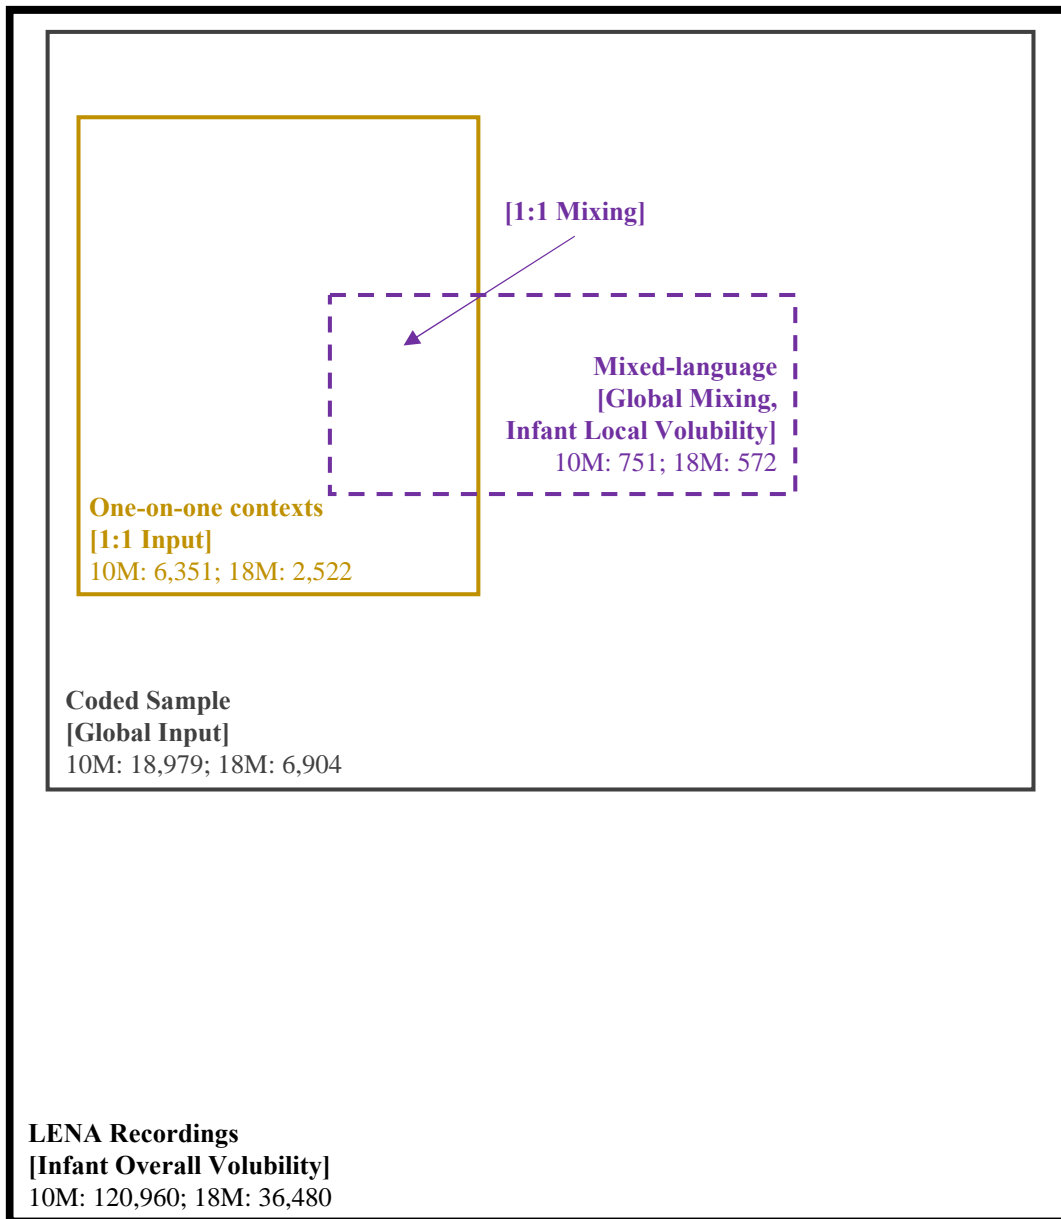 [1:1 Mixing]
Mixed-language
[Global Mixing,
Infant Local Volubility]
10M: 751; 18M: 572
One-on-one contexts
[1:1 Input]
10M: 6,351; 18M: 2,522
Coded Sample
[Global Input]
10M: 18,979; 18M: 6,904
LENA Recordings
[Infant Overall Volubility]
10M: 120,960; 18M: 36,480